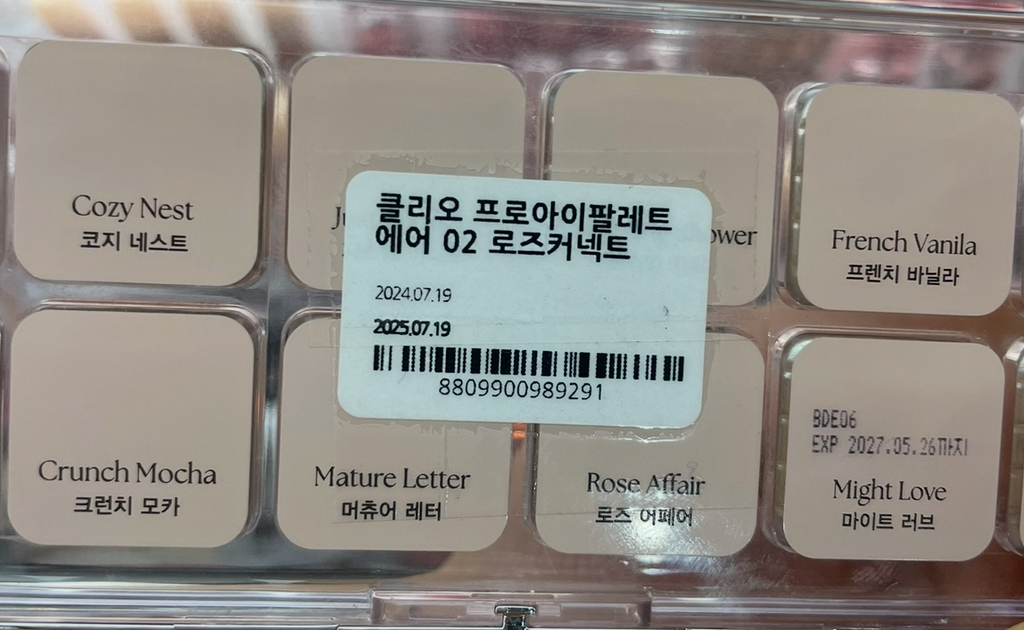 Cozy Nest
코지 네스트
French Vanila
프렌치 바닐라
클리오 프로아이팔레트
에어 02 로즈커넥트
2024.07.19
2025.07.19
8809900989291
Crunch Mocha
크런치 모카
Mature Letter
머츄어 레터
Rose Affair
로즈 어페어
BDE06
EXP 2027.05.26까지
Might Love
마이트 러브